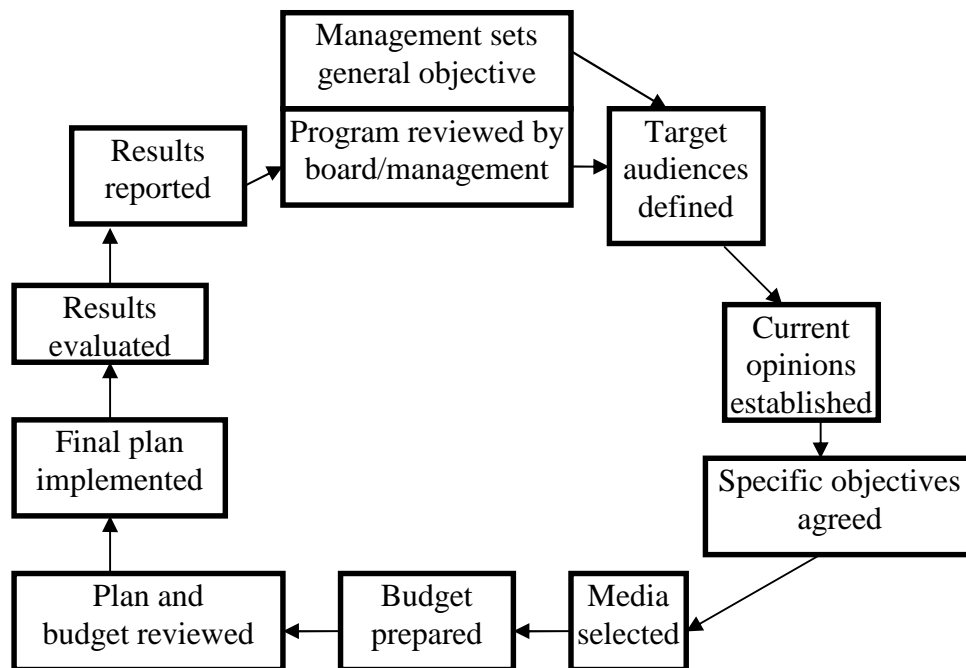 Management sets
general objective
Program reviewed by
board/management
Target
audiences
defined
Current
opinions
established
Specific objectives
agreed
Media
selected
Budget
prepared
Plan and
budget reviewed
Final plan
implemented
Results
evaluated
Results
reported